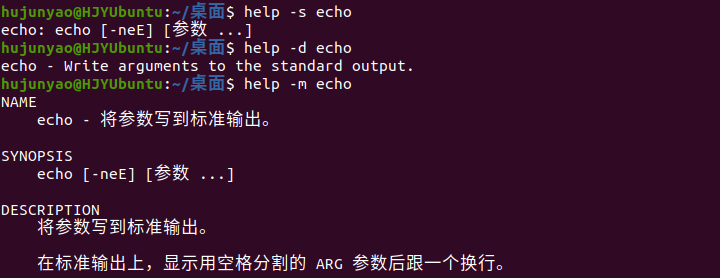 hujunyao@HJYUbuntu:~/桌面$ help -s echo
echo: echo [-neE] [参数 ...]
hujunyao@HJYUbuntu:~/桌面$ help -d echo
echo - Write arguments to the standard output.
hujunyao@HJYUbuntu:~/桌面$ help -m echo
NAME
    echo - 将参数写到标准输出。

SYNOPSIS
    echo [-neE] [参数 ...]

DESCRIPTION
    将参数写到标准输出。

    在标准输出上，显示用空格分割的 ARG 参数后跟一个换行。